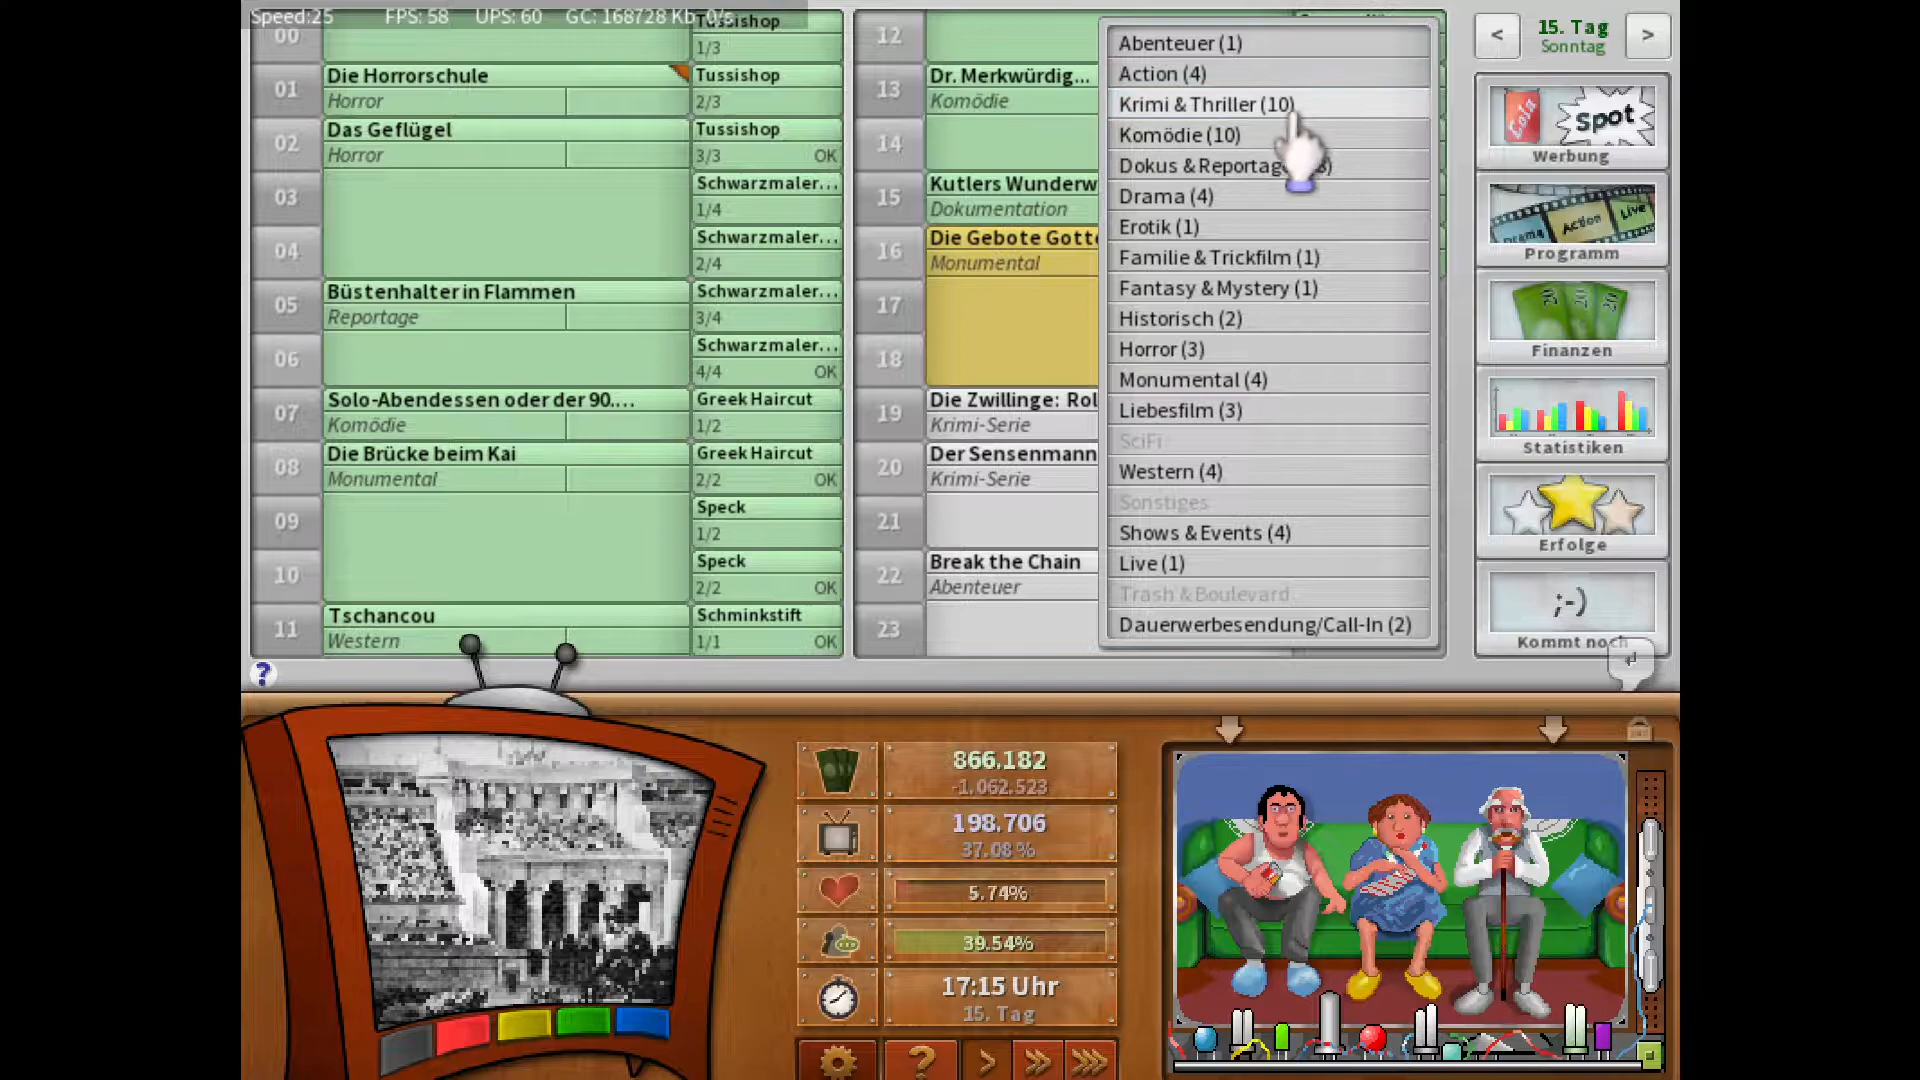 Speed:25 FPS: 58 UPS: 60 GC: 168728 Kb 0/s
00
Tussishop
1/3
01
Die Horrorschule
Horror
Tussishop
2/3
02
Das Geflügel
Horror
Tussishop
3/3 OK
03
Schwarzmaler...
1/4
04
Schwarzmaler...
2/4
05
Büstenhalter in Flammen
Reportage
Schwarzmaler...
3/4
06
Schwarzmaler...
4/4 OK
07
Solo-Abendessen oder der 90....
Komödie
Greek Haircut
1/2
08
Die Brücke beim Kai
Monumental
Greek Haircut
2/2 OK
09
Speck
1/2
10
Speck
2/2 OK
11
Tschancou
Western
Schminkstift
1/1 OK
12
13
Dr. Merkwürdig...
Komödie
14
15
Kutlers Wunderw
Dokumentation
16
Die Gebote Gott
Monumental
17
18
19
Die Zwillinge: Rol
Krimi-Serie
20
Der Sensenmann
Krimi-Serie
21
22
Break the Chain
Abenteuer
23
Abenteuer (1)
Action (4)
Krimi & Thriller (10)
Komödie (10)
Dokus & Reportag
Drama (4)
Erotik (1)
Familie & Trickfilm (1)
Fantasy & Mystery (1)
Historisch (2)
Horror (3)
Monumental (4)
Liebesfilm (3)
SciFi
Western (4)
Sonstiges
Shows & Events (4)
Live (1)
Trash & Boulevard
Dauerwerbesendung/Call-In (2)
< 15. Tag >
Sonntag
Cola Spot
Werbung
Drama Action Live
Programm
20 20 20
Finanzen
Statistiken
Erfolge
;-)
Kommt noch
?
866.182
-1.062.523
198.706
37.08 %
5.74%
39.54%
17:15 Uhr
15. Tag
?